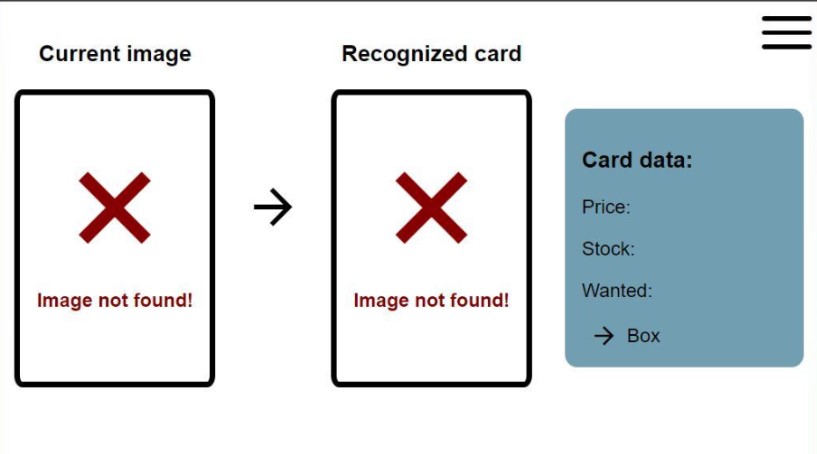 Current image
Recognized card
Image not found!
Image not found!
Card data:
Price:
Stock:
Wanted:
Box